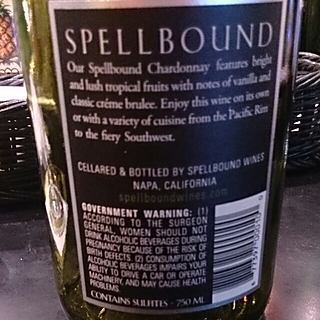 SPELLBOUND
Our Spellbound Chardonnay features bright
and lush tropical fruits with notes of vanilla and
classic créme brulee. Enjoy this wine on its own
or with a variety of cuisine from the Pacific Rim
to the fiery Southwest.
CELLARED & BOTTLED BY SPELLBOUND WINES
NAPA, CALIFORNIA
spellboundwines.com
GOVERNMENT WARNING: (1)
ACCORDING TO THE SURGEON
GENERAL, WOMEN SHOULD NOT
DRINK ALCOHOLIC BEVERAGES DURING
PREGNANCY BECAUSE OF THE RISK OF
BIRTH DEFECTS. (2) CONSUMPTION OF
ALCOHOLIC BEVERAGES IMPAIRS YOUR
ABILITY TO DRIVE A CAR OR OPERATE
MACHINERY, AND MAY CAUSE HEALTH
PROBLEMS.
CONTAINS SULFITES - 750 ML